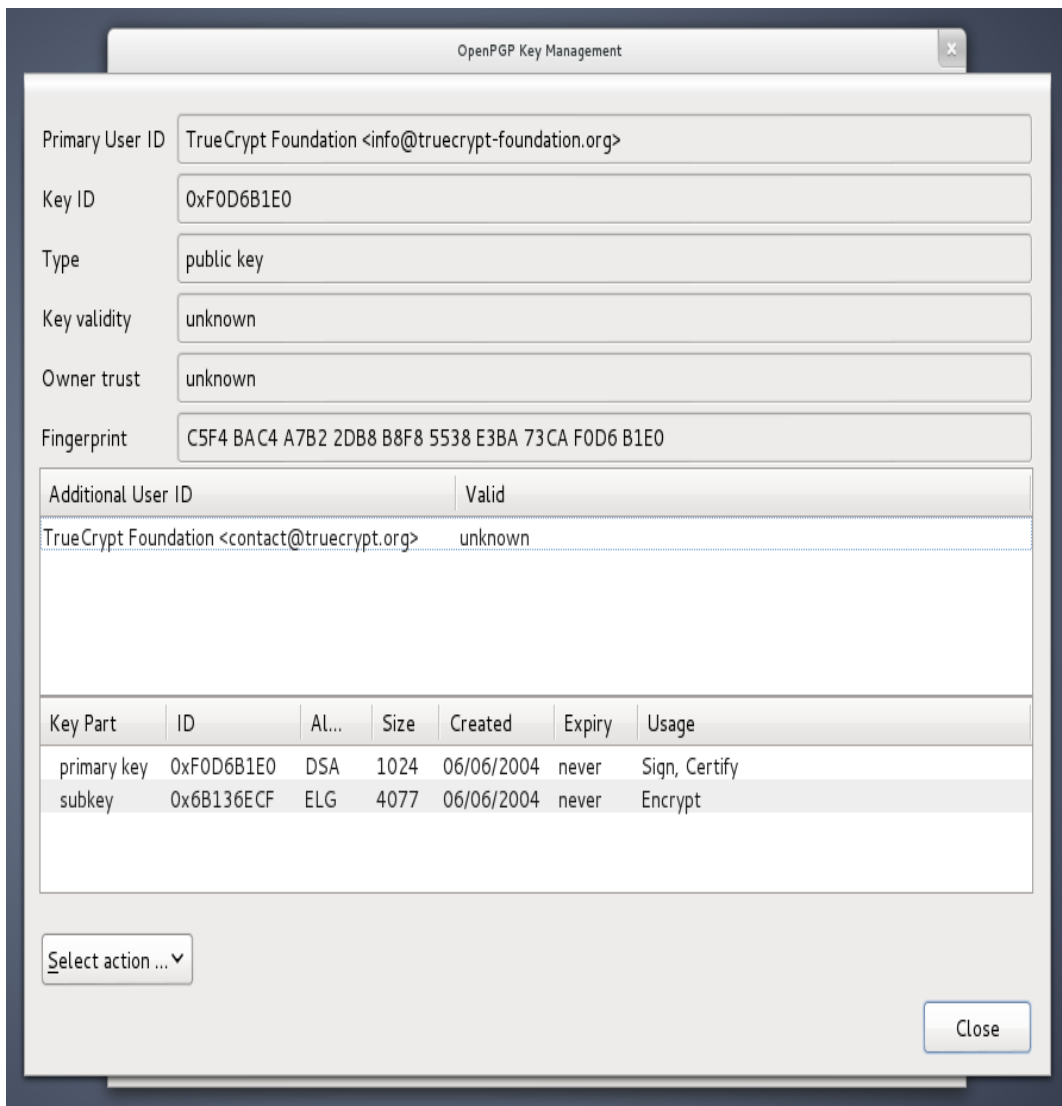 OpenPGP Key Management
x
Primary User ID TrueCrypt Foundation <info@truecrypt-foundation.org>
Key ID 0xF0D6B1E0
Type public key
Key validity unknown
Owner trust unknown
Fingerprint C5F4 BAC4 A7B2 2DB8 B8F8 5538 E3BA 73CA F0D6 B1E0
Additional User ID Valid
TrueCrypt Foundation <contact@truecrypt.org> unknown
Key Part ID Al... Size Created Expiry Usage
primary key 0xF0D6B1E0 DSA 1024 06/06/2004 never Sign, Certify
subkey 0x6B136ECF ELG 4077 06/06/2004 never Encrypt
Select action ...
Close